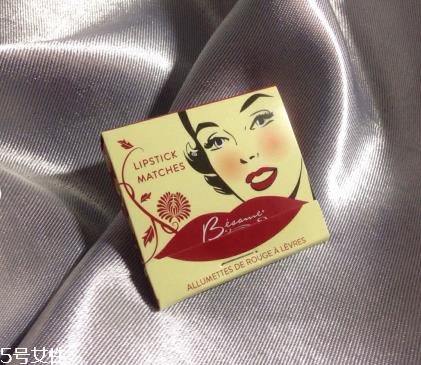 LIPSTICK
MATCHES
Bésame
ALLUMETTES DE ROUGE À LÈVRES
5号女性